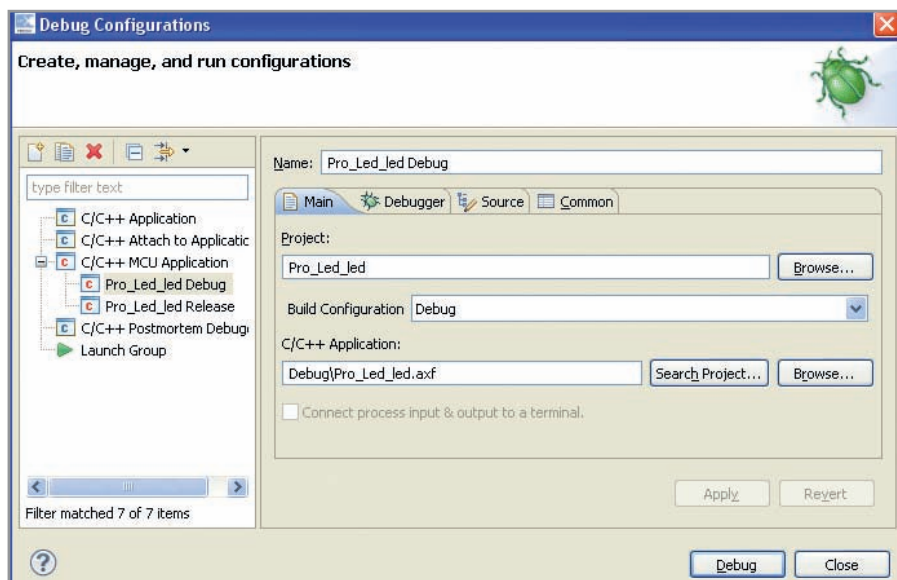 Debug Configurations
Create, manage, and run configurations
type filter text
C/C++ Application
C/C++ Attach to Applicatic
C/C++ MCU Application
Pro_Led_led Debug
Pro_Led_led Release
C/C++ Postmortem Debug
Launch Group
Filter matched 7 of 7 items
Name: Pro_Led_led Debug
Main Debugger Source Common
Project:
Pro_Led_led Browse...
Build Configuration Debug
C/C++ Application:
Debug\Pro_Led_led.axf Search Project... Browse...
Connect process input & output to a terminal.
Apply Revert
? Debug Close